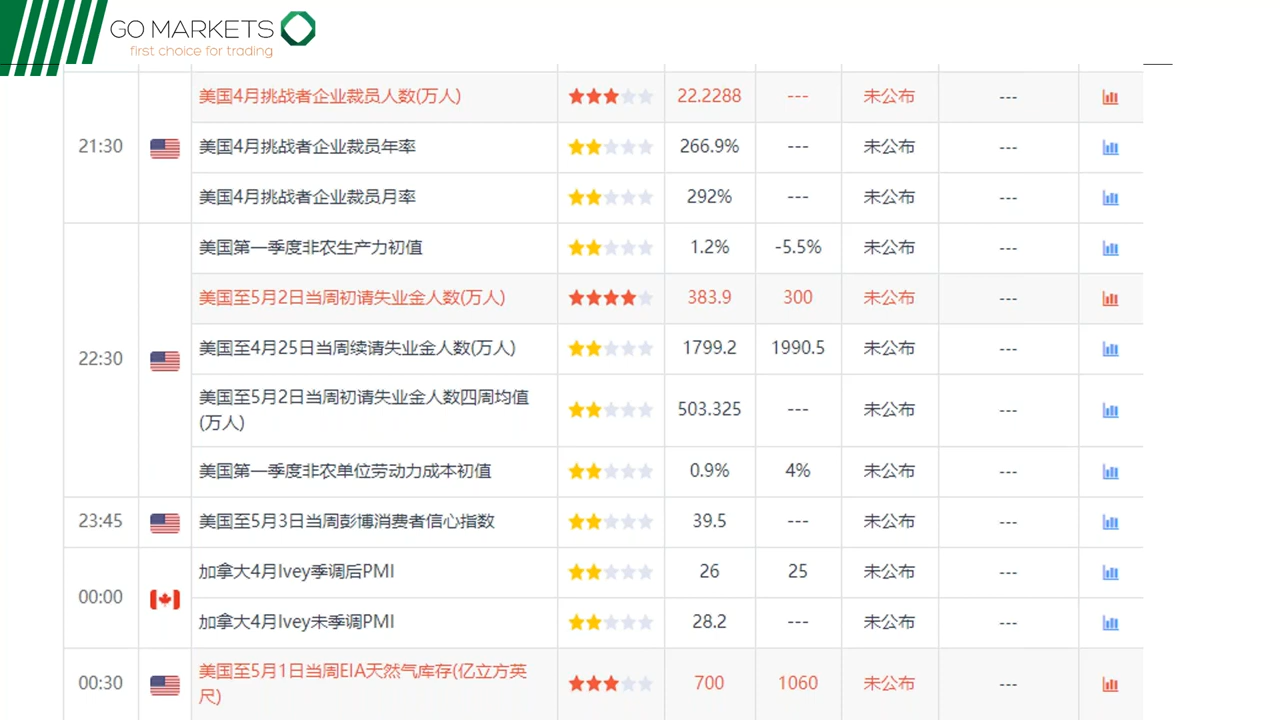 GO MARKETS
first choice for trading
美国4月挑战者企业裁员人数(万人) 22.2288 --- 未公布 ---
21:30 美国4月挑战者企业裁员年率 266.9% --- 未公布 ---
美国4月挑战者企业裁员月率 292% --- 未公布 ---
美国第一季度非农生产力初值 1.2% -5.5% 未公布 ---
美国至5月2日当周初请失业金人数(万人) 383.9 300 未公布 ---
22:30 美国至4月25日当周续请失业金人数(万人) 1799.2 1990.5 未公布 ---
美国至5月2日当周初请失业金人数四周均值
(万人) 503.325 --- 未公布 ---
美国第一季度非农单位劳动力成本初值 0.9% 4% 未公布 ---
23:45 美国至5月3日当周彭博消费者信心指数 39.5 --- 未公布 ---
00:00 加拿大4月Ivey季调后PMI 26 25 未公布 ---
加拿大4月Ivey未季调PMI 28.2 --- 未公布 ---
00:30 美国至5月1日当周EIA天然气库存(亿立方英
尺) 700 1060 未公布 ---